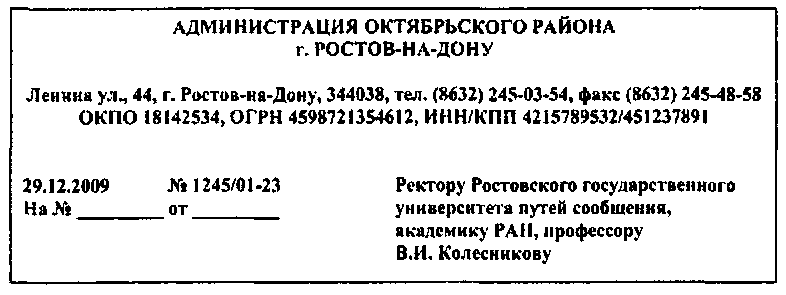 АДМИНИСТРАЦИЯ ОКТЯБРЬСКОГО РАЙОНА
г. РОСТОВ-НА-ДОНУ
Ленина ул., 44, г. Ростов-на-Дону, 344038, тел. (8632) 245-03-54, факс (8632) 245-48-58
ОКПО 18142534, ОГРН 4598721354612, ИНН/КПП 4215789532/451237891
29.12.2009 № 1245/01-23
На № _________ от _________
Ректору Ростовского государственного
университета путей сообщения,
академику РАН, профессору
В.И. Колесникову